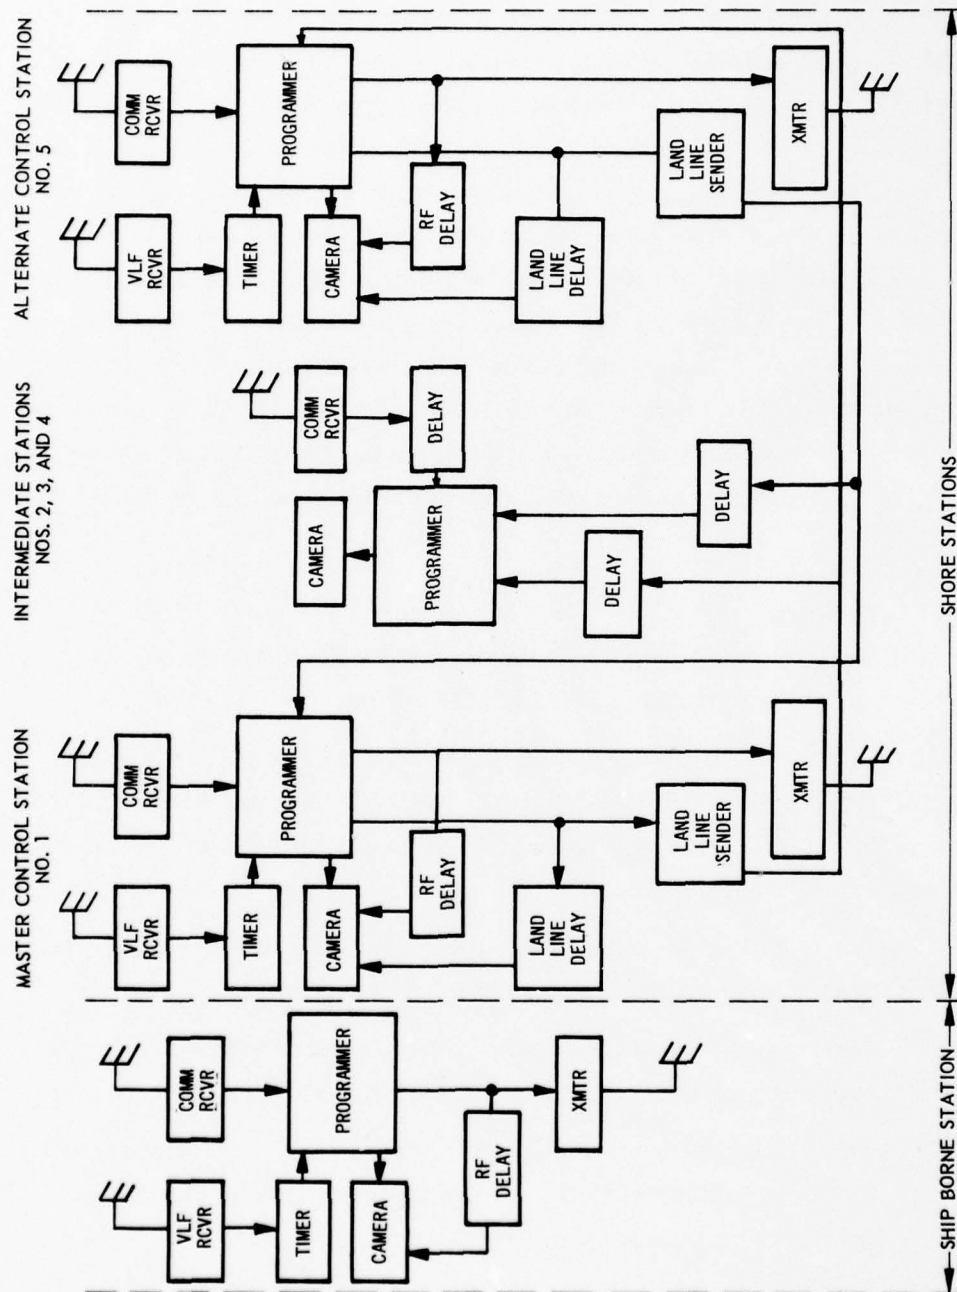 MASTER CONTROL STATION
NO. 1
INTERMEDIATE STATIONS
NOS. 2, 3, AND 4
ALTERNATE CONTROL STATION
NO. 5
VLF
RCVR
COMM
RCVR
TIMER
PROGRAMMER
CAMERA
RF
DELAY
XMTR
VLF
RCVR
COMM
RCVR
TIMER
PROGRAMMER
CAMERA
RF DELAY
LAND
LINE
DELAY
LAND
LINE
SENDER
XMTR
COMM
RCVR
CAMERA
DELAY
PROGRAMMER
DELAY
DELAY
VLF
RCVR
COMM
RCVR
TIMER
PROGRAMMER
CAMERA
RF
DELAY
LAND
LINE
DELAY
LAND
LINE
SENDER
XMTR
SHIP BORNE STATION
SHORE STATIONS